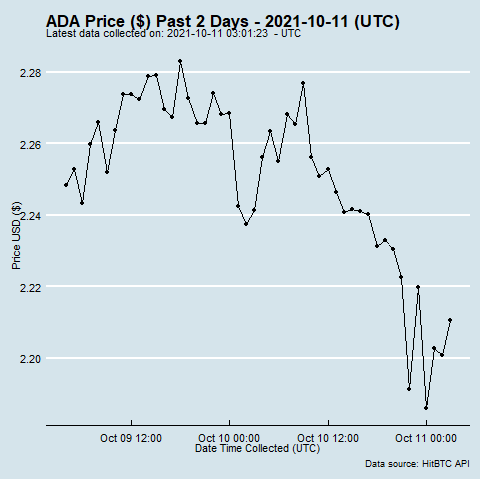 ADA Price ($) Past 2 Days - 2021-10-11 (UTC)
Latest data collected on: 2021-10-11 03:01:23 - UTC
2.28
2.26
2.24
2.22
2.20
Price USD ($)
Oct 09 12:00 Oct 10 00:00 Oct 10 12:00 Oct 11 00:00
Date Time Collected (UTC)
Data source: HitBTC API